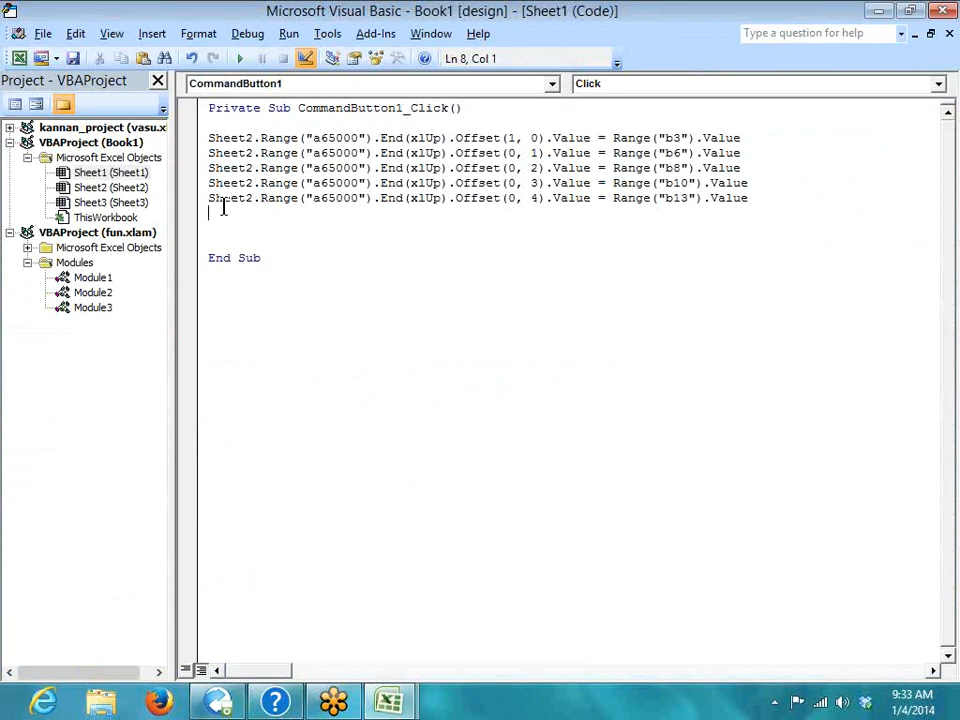 Microsoft Visual Basic - Book1 [design] - [Sheet1 (Code)]
File Edit View Insert Format Debug Run Tools Add-Ins Window Help
Type a question for help
Ln 8, Col 1
Project - VBAProject
CommandButton1
Click
kannan_project (vasu.x
VBAProject (Book1)
Microsoft Excel Objects
Sheet1 (Sheet1)
Sheet2 (Sheet2)
Sheet3 (Sheet3)
ThisWorkbook
VBAProject (fun.xlam)
Microsoft Excel Objects
Modules
Module1
Module2
Module3
Private Sub CommandButton1_Click()
Sheet2.Range("a65000").End(xlUp).Offset(1, 0).Value = Range("b3").Value
Sheet2.Range("a65000").End(xlUp).Offset(0, 1).Value = Range("b6").Value
Sheet2.Range("a65000").End(xlUp).Offset(0, 2).Value = Range("b8").Value
Sheet2.Range("a65000").End(xlUp).Offset(0, 3).Value = Range("b10").Value
Sheet2.Range("a65000").End(xlUp).Offset(0, 4).Value = Range("b13").Value
End Sub
9:33 AM
1/4/2014